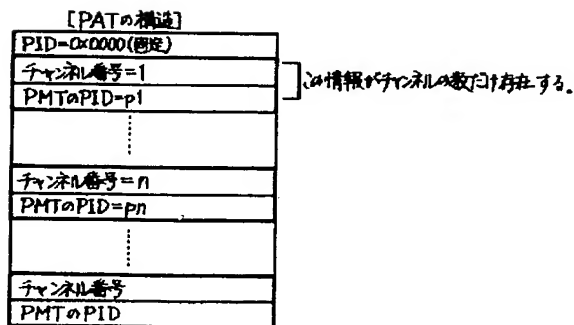 [PATの構造]
PID=0x0000(固定)
チャンネル番号=1
PMTのPID=p1
この情報がチャンネルの数だけ存在する。
チャンネル番号=n
PMTのPID=pn
チャンネル番号
PMTのPID